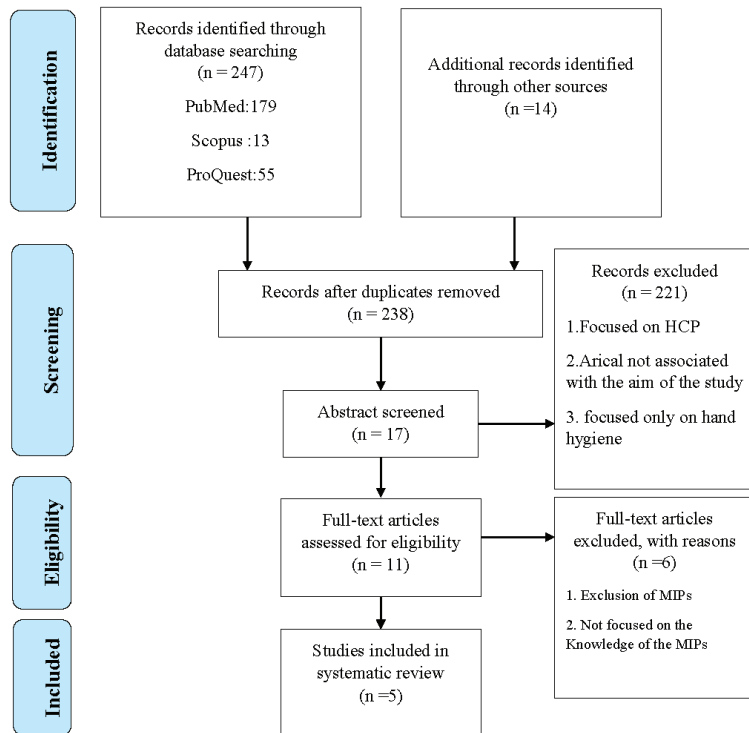 Identification
Records identified through
database searching
(n = 247)
PubMed:179
Scopus :13
ProQuest:55
Additional records identified
through other sources
(n =14)
Screening
Records after duplicates removed
(n = 238)
Records excluded
(n = 221)
1.Focused on HCP
2.Arical not associated
with the aim of the study
3. focused only on hand
hygiene
Abstract screened
(n = 17)
Eligibility
Full-text articles
assessed for eligibility
(n = 11)
Full-text articles
excluded, with reasons
(n =6)
1. Exclusion of MIPs
2. Not focused on the
Knowledge of the MIPs
Included
Studies included in
systematic review
(n =5)